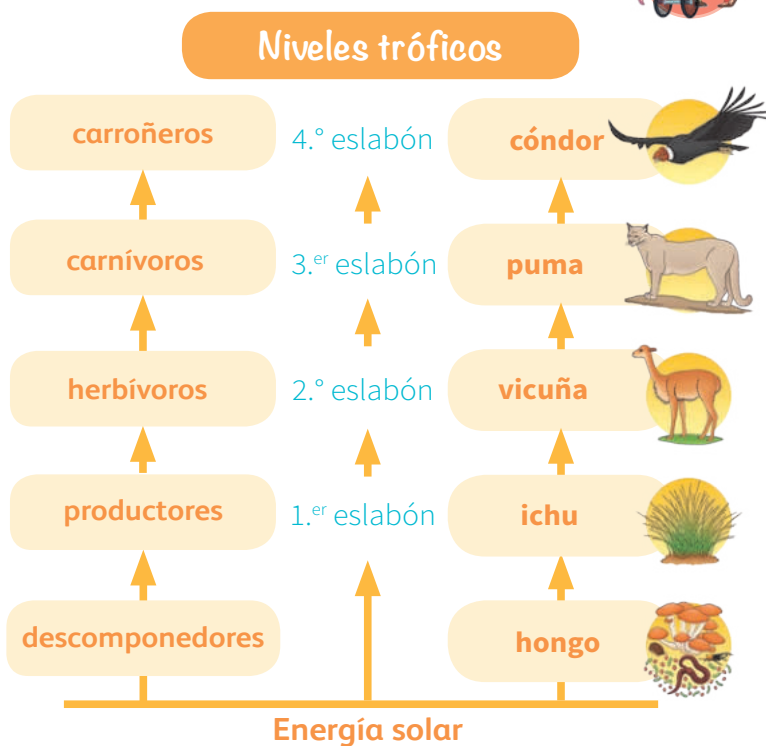 Niveles tróficos
carroñeros 4.° eslabón cóndor
carnívoros 3.er eslabón puma
herbívoros 2.° eslabón vicuña
productores 1.er eslabón ichu
descomponedores hongo
Energía solar